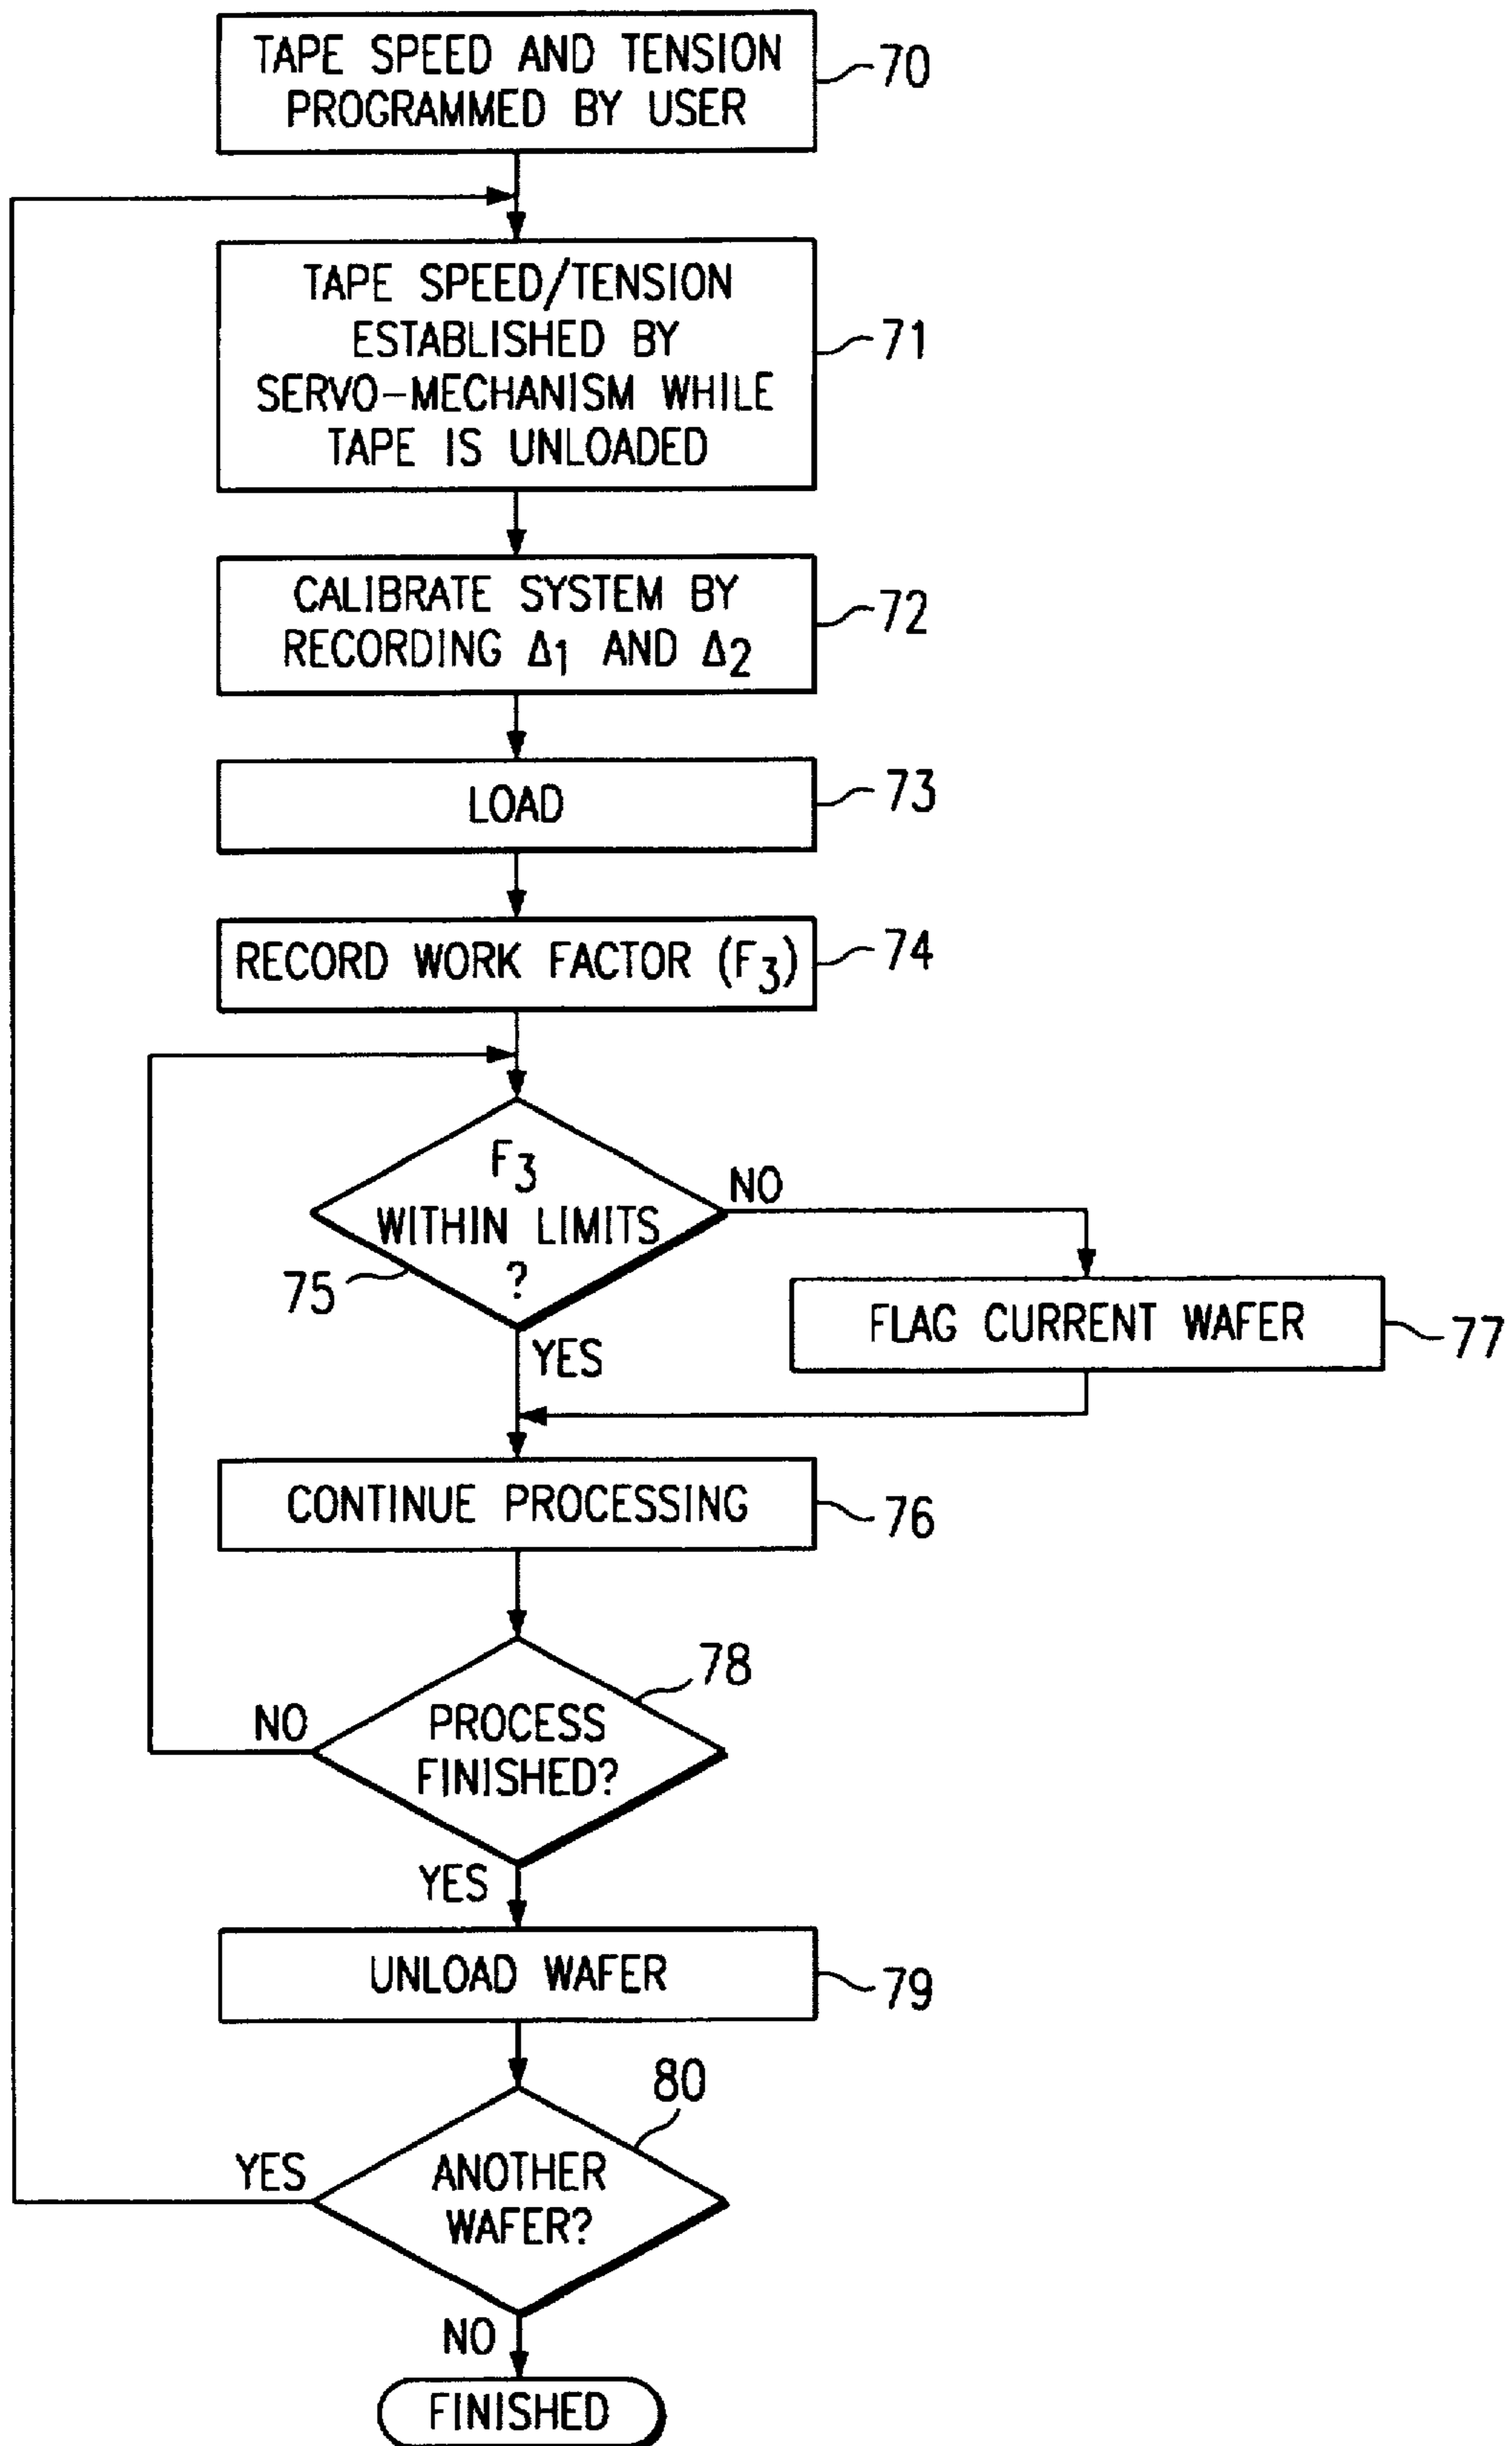 TAPE SPEED AND TENSION
PROGRAMMED BY USER
70
TAPE SPEED/TENSION
ESTABLISHED BY
SERVO-MECHANISM WHILE
TAPE IS UNLOADED
71
CALIBRATE SYSTEM BY
RECORDING Δ1 AND Δ2
72
LOAD
73
RECORD WORK FACTOR (F3)
74
F3
WITHIN LIMITS
?
75
NO
YES
FLAG CURRENT WAFER
77
CONTINUE PROCESSING
76
78
PROCESS
FINISHED?
NO
YES
UNLOAD WAFER
79
80
ANOTHER
WAFER?
YES
NO
FINISHED